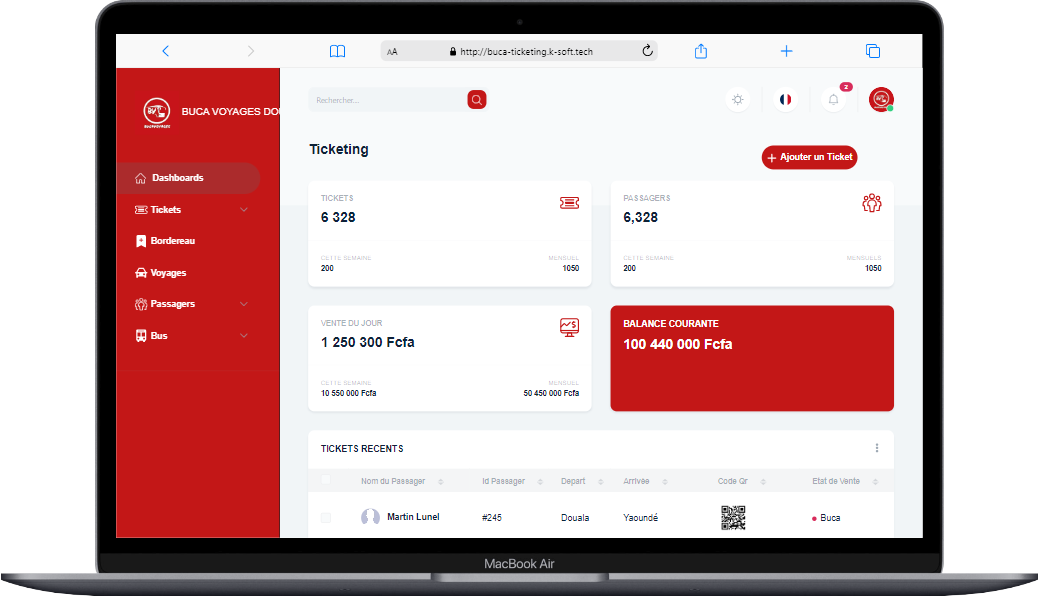 AA http://buca-ticketing.k-soft.tech
BUCA VOYAGES DOU
Rechercher...
2
Ticketing
+ Ajouter un Ticket
Dashboards
Tickets
Bordereau
Voyages
Passagers
Bus
TICKETS
6 328
CETTE SEMAINE MENSUEL
200 1050
PASSAGERS
6,328
CETTE SEMAINE MENSUELS
200 1050
VENTE DU JOUR
1 250 300 Fcfa
CETTE SEMAINE MENSUEL
10 550 000 Fcfa 50 450 000 Fcfa
BALANCE COURANTE
100 440 000 Fcfa
TICKETS RECENTS
Nom du Passager Id Passager Depart Arrivée Code Qr Etat de Vente
Martin Lunel #245 Douala Yaoundé Buca
MacBook Air